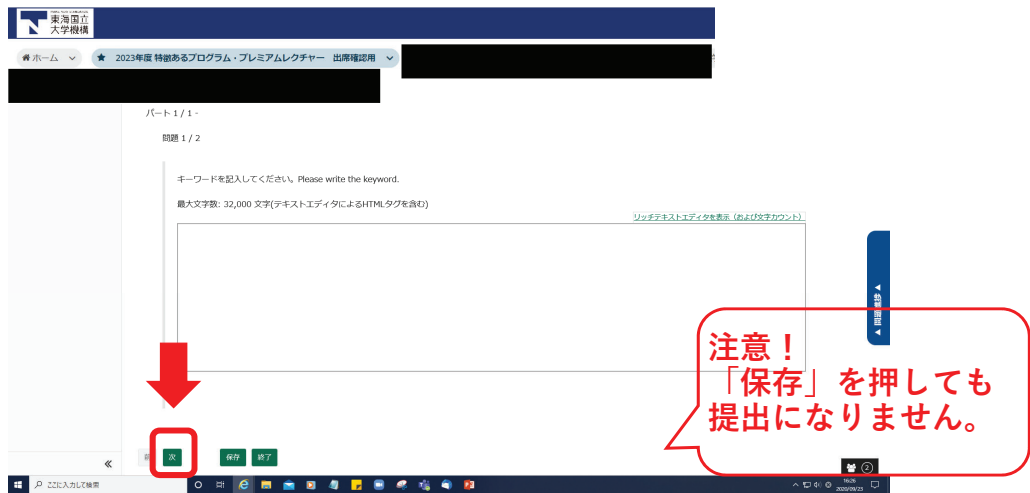 東海国立
大学機構
ホーム
2023年度 特徴あるプログラム・プレミアムレクチャー 出席確認用
パート 1 / 1 -
問題 1 / 2
キーワードを記入してください。Please write the keyword.
最大文字数: 32,000 文字(テキストエディタによるHTMLタグを含む)
リッチテキストエディタを表示（および文字カウント）
注意！
「保存」を押しても
提出になりません。
次
保存
終了
2
ここに入力して検索
16:26
2020/09/23